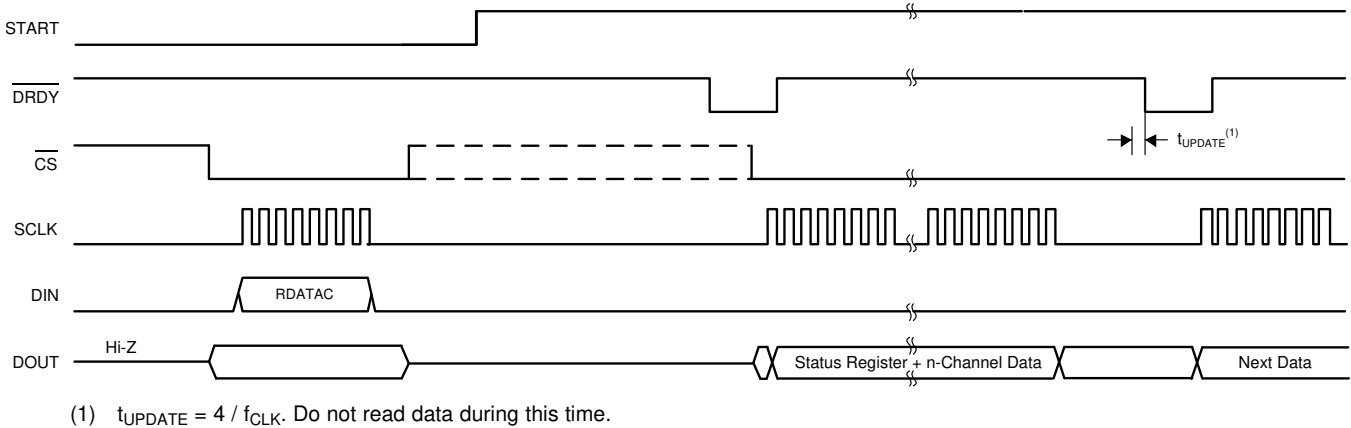 START
DRDY
tUPDATE(1)
CS
SCLK
DIN
RDATAC
DOUT
Hi-Z
Status Register + n-Channel Data
Next Data
(1) tUPDATE = 4 / fCLK. Do not read data during this time.